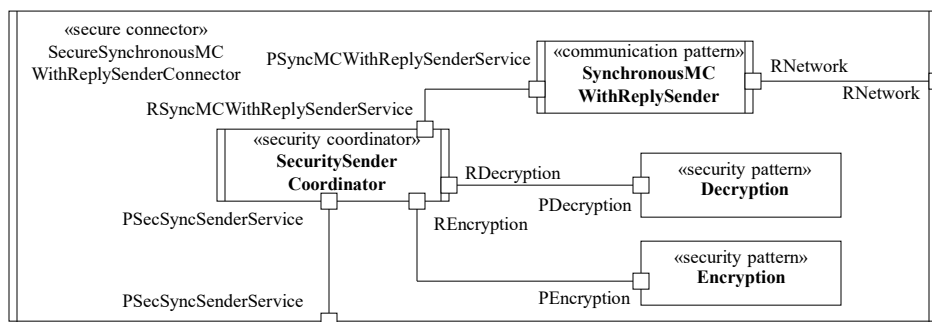 «secure connector»
SecureSynchronousMC
WithReplySenderConnector
PSyncMCWithReplySenderService
«communication pattern»
SynchronousMC
WithReplySender
RNetwork
RNetwork
RSyncMCWithReplySenderService
«security coordinator»
SecuritySender
Coordinator
RDecryption
PDecryption
«security pattern»
Decryption
PSecSyncSenderService
REncryption
«security pattern»
Encryption
PEncryption
PSecSyncSenderService